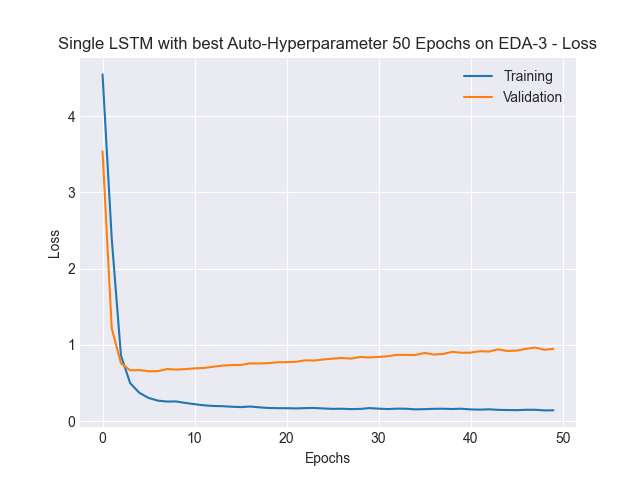 Single LSTM with best Auto-Hyperparameter 50 Epochs on EDA-3 - Loss
Training
Validation
4
3
2
1
0
Loss
0 10 20 30 40 50
Epochs